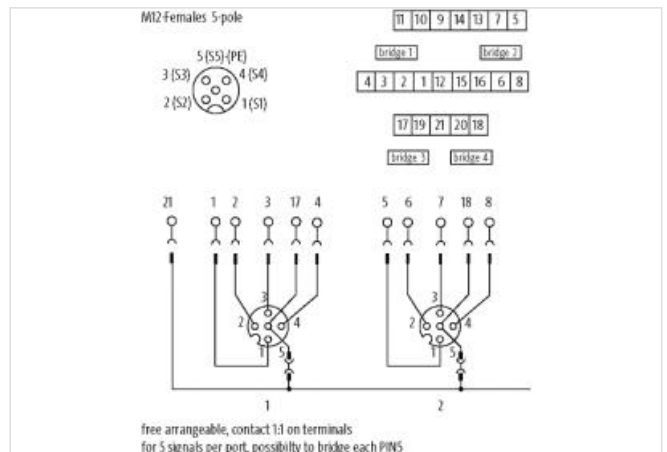 M12-Females 5-pole
11 10 9 14 13 7 5
bridge 1 bridge 2
5 (S5)-(PE)
3 (S3) 4 (S4)
4 3 2 1 12 15 16 6 8
2 (S2) 1 (S1)
17 19 21 20 18
bridge 3 bridge 4
21 1 2 3 17 4 5 6 7 18 8
3 3
2 4 2 4
1 5 1 5
1 2
free arrangeable, contact 1:1 on terminals
for 5 signals per port, possibilty to bridge each PIN5